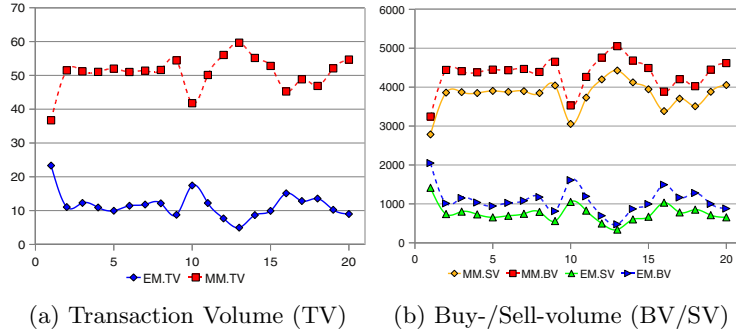 70
60
50
40
30
20
10
0
0 5 10 15 20
EM.TV MM.TV
(a) Transaction Volume (TV)
6000
5000
4000
3000
2000
1000
0
0 5 10 15 20
MM.SV MM.BV EM.SV EM.BV
(b) Buy-/Sell-volume (BV/SV)